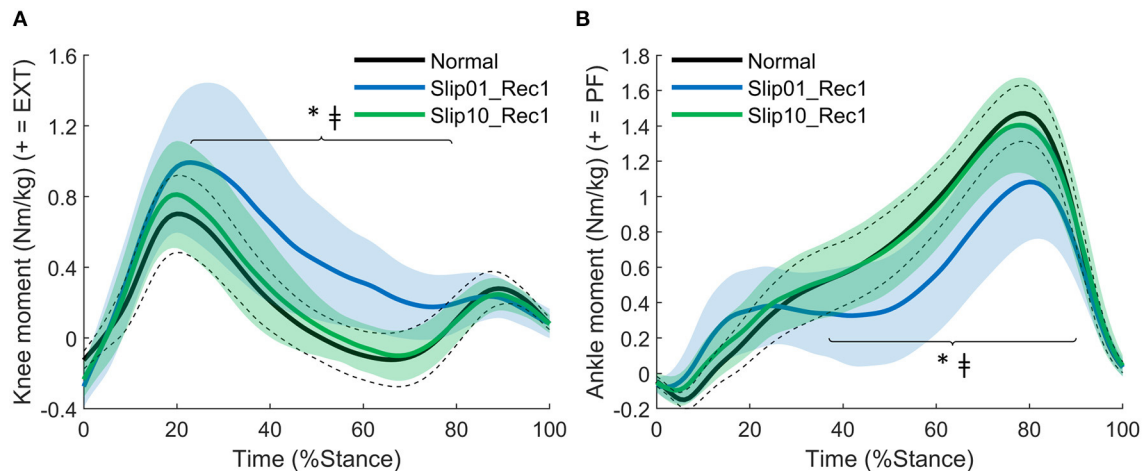 A
Knee moment (Nm/kg) (+ = EXT)
1.6
1.2
0.8
0.4
0
-0.4
Normal
Slip01_Rec1
Slip10_Rec1
* ǂ
0
20
40
60
80
100
Time (%Stance)
B
Ankle moment (Nm/kg) (+ = PF)
1.8
1.6
1.4
1.2
1
0.8
0.6
0.4
0.2
0
-0.2
Normal
Slip01_Rec1
Slip10_Rec1
* ǂ
0
20
40
60
80
100
Time (%Stance)